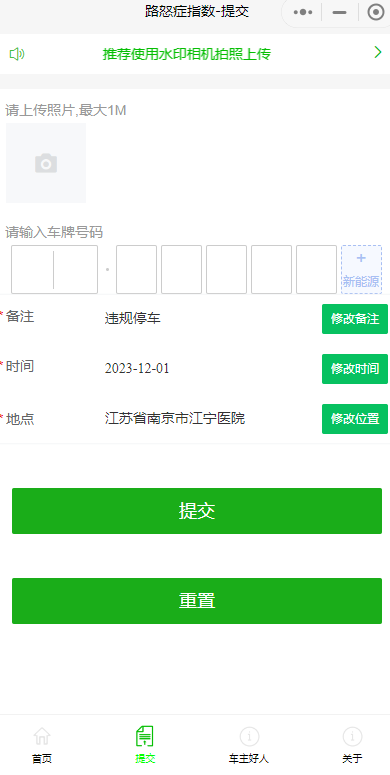 路怒症指数-提交
推荐使用水印相机拍照上传
请上传照片,最大1M
请输入车牌号码
新能源
*备注 违规停车 修改备注
*时间 2023-12-01 修改时间
*地点 江苏省南京市江宁医院 修改位置
提交
重置
首页 提交 车主好人 关于